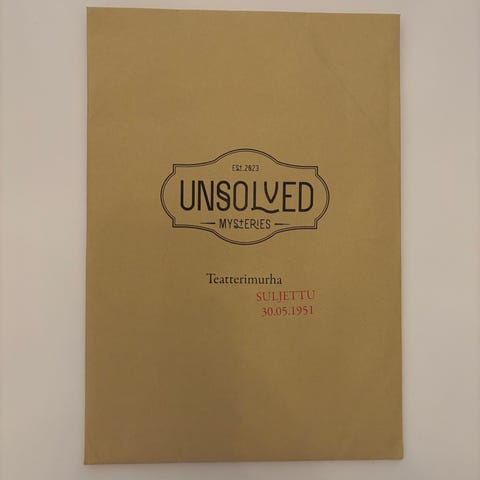 EST.2023
UNSOLVED
MYSTERIES
Teatterimurha
SULJETTU
30.05.1951